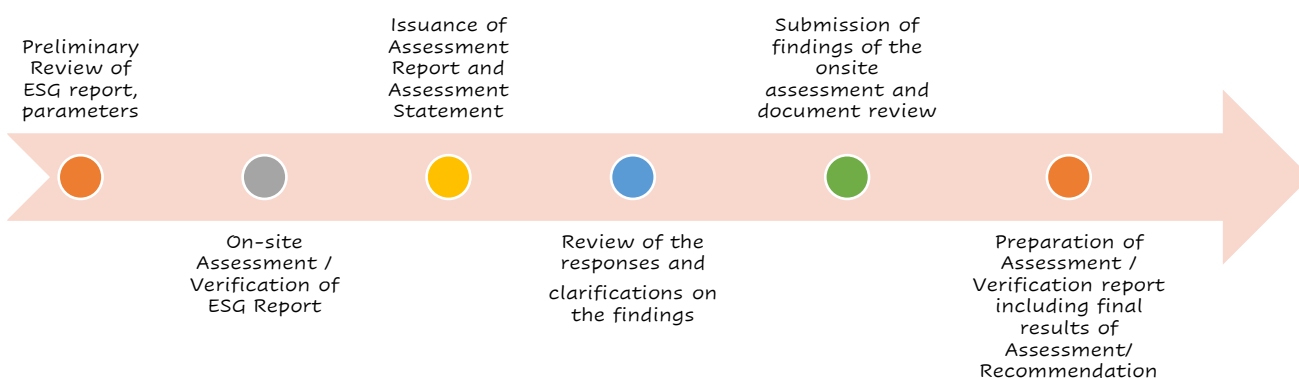 Preliminary
Review of
ESG report,
parameters
On-site
Assessment /
Verification of
ESG Report
Issuance of
Assessment
Report and
Assessment
Statement
Review of the
responses and
clarifications on
the findings
Submission of
findings of the
onsite
assessment and
document review
Preparation of
Assessment /
Verification report
including final
results of
Assessment/
Recommendation